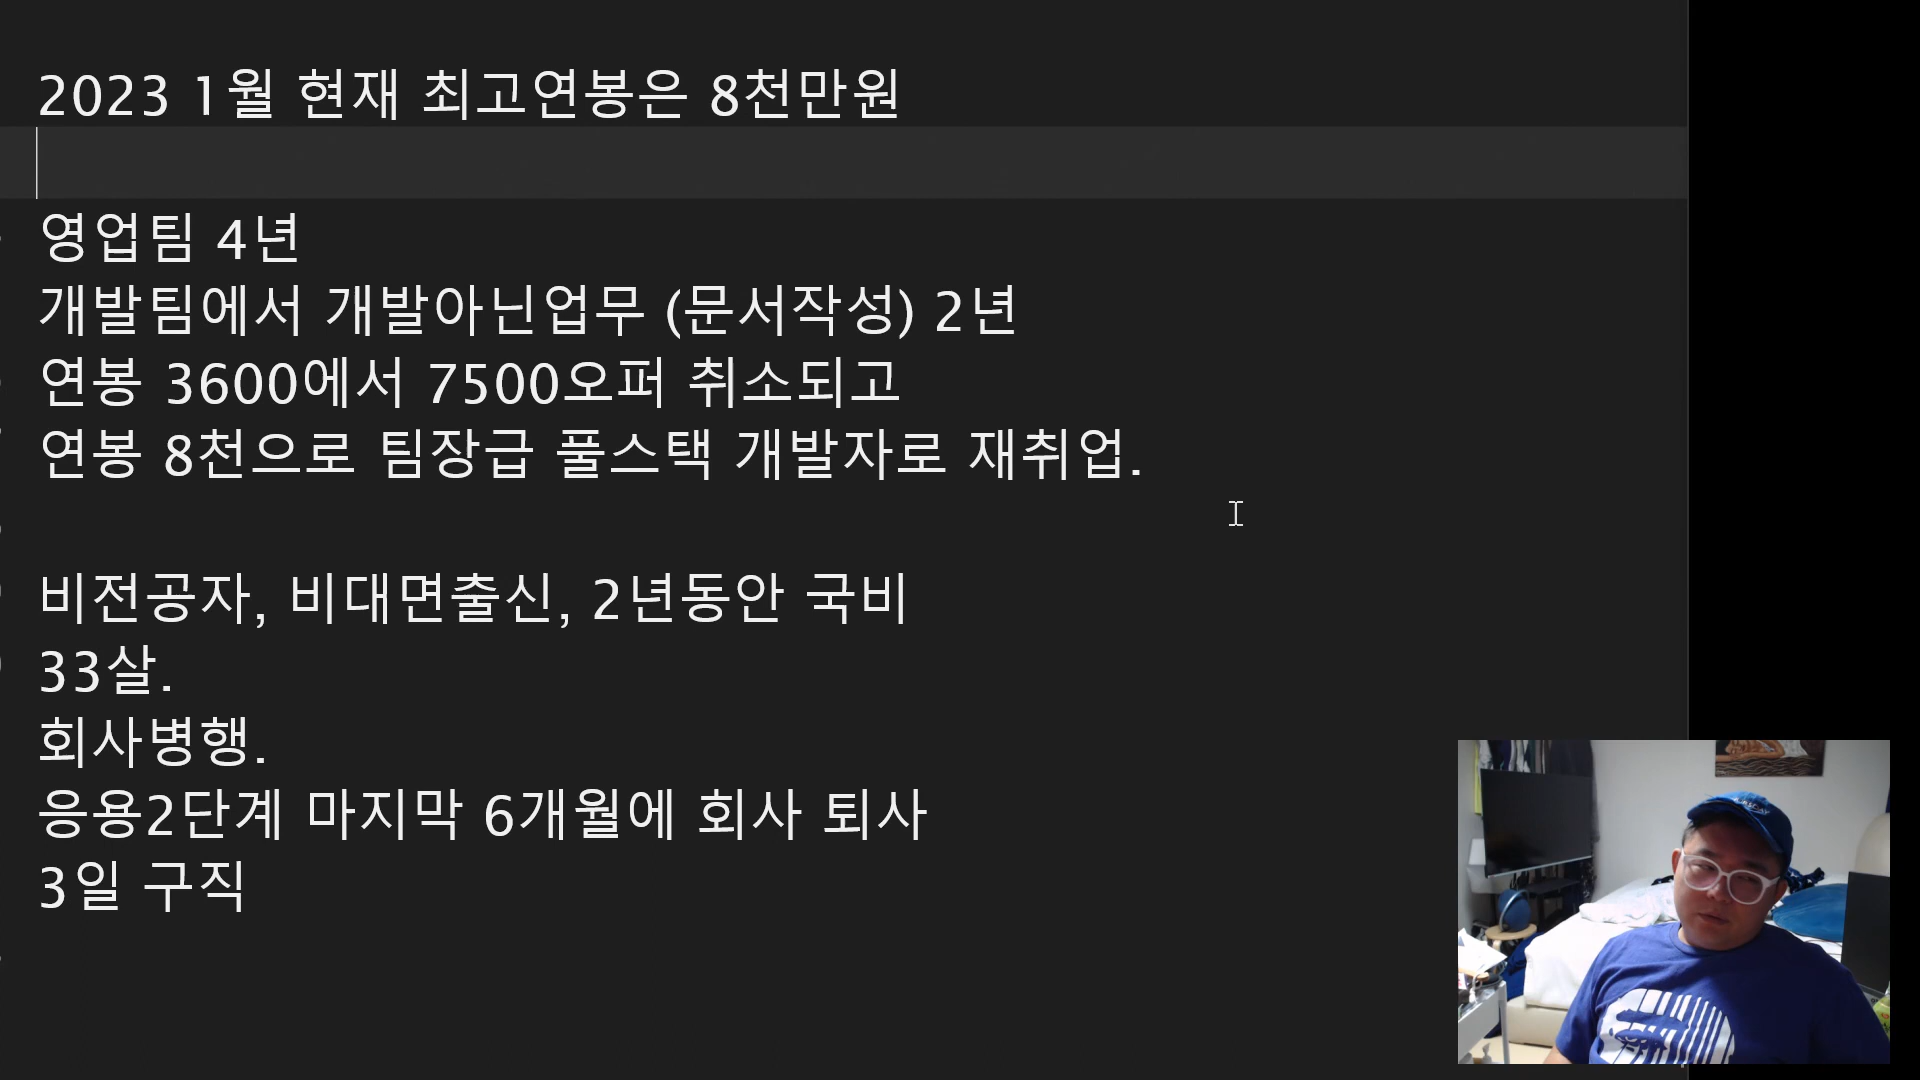 2023 1월 현재 최고연봉은 8천만원
영업팀 4년
개발팀에서 개발아닌업무 (문서작성) 2년
연봉 3600에서 7500오퍼 취소되고
연봉 8천으로 팀장급 풀스택 개발자로 재취업.
비전공자, 비대면출신, 2년동안 국비
33살.
회사병행.
응용2단계 마지막 6개월에 회사 퇴사
3일 구직